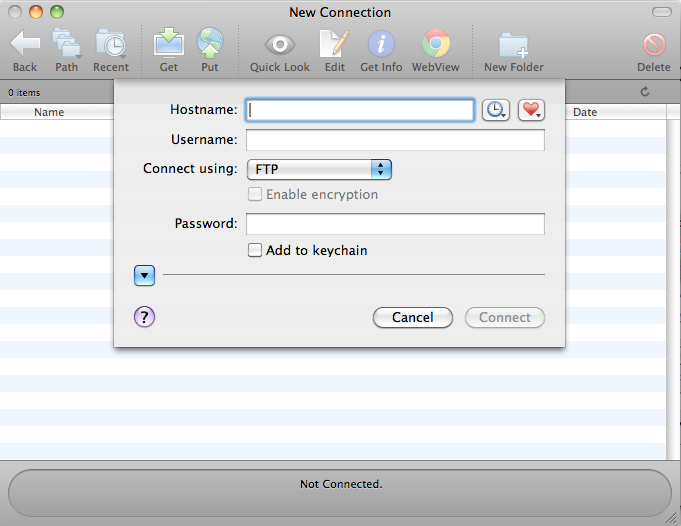 New Connection
Back Path Recent Get Put Quick Look Edit Get Info WebView New Folder Delete
0 items
Name Date
Hostname:
Username:
Connect using: FTP
Enable encryption
Password:
Add to keychain
? Cancel Connect
Not Connected.